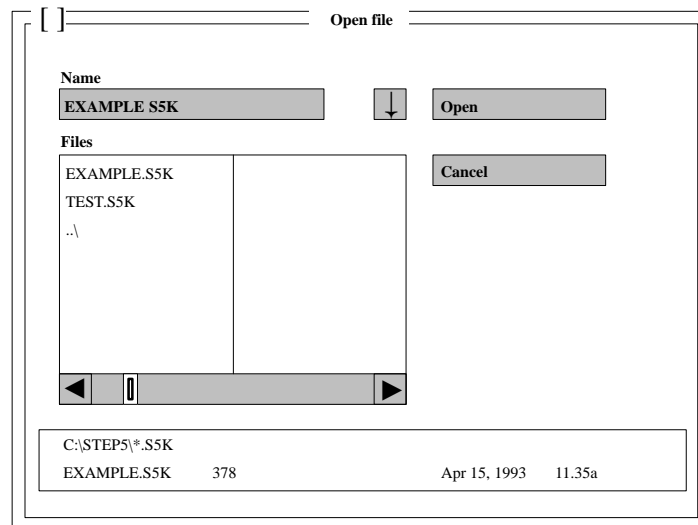 [ ] Open file
Name
EXAMPLE S5K
Open
Files
Cancel
EXAMPLE.S5K
TEST.S5K
..\
C:\STEP5\*.S5K
EXAMPLE.S5K 378 Apr 15, 1993 11.35a